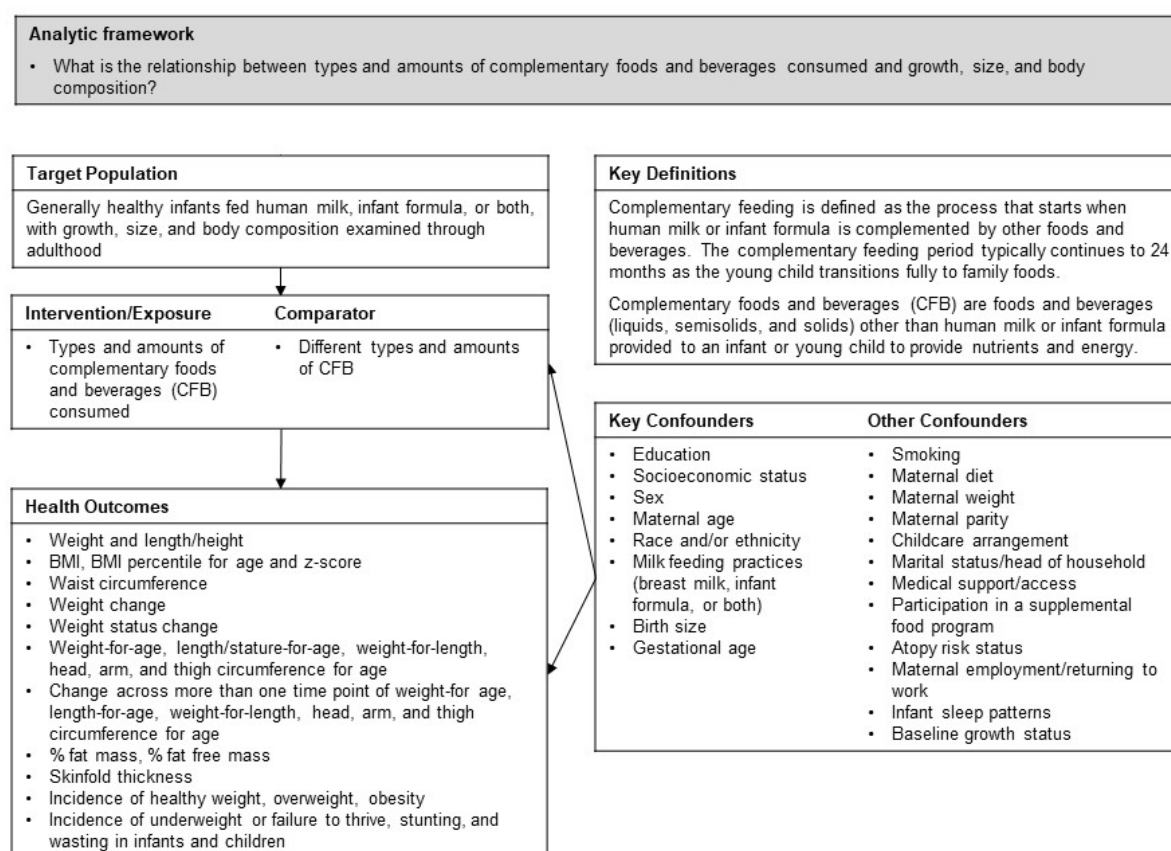 Analytic framework
• What is the relationship between types and amounts of complementary foods and beverages consumed and growth, size, and body
composition?
Target Population
Generally healthy infants fed human milk, infant formula, or both,
with growth, size, and body composition examined through
adulthood
Intervention/Exposure
• Types and amounts of
complementary foods
and beverages (CFB)
consumed
Comparator
• Different types and amounts
of CFB
Health Outcomes
• Weight and length/height
• BMI, BMI percentile for age and z-score
• Waist circumference
• Weight change
• Weight status change
• Weight-for-age, length/stature-for-age, weight-for-length,
head, arm, and thigh circumference for age
• Change across more than one time point of weight-for age,
length-for-age, weight-for-length, head, arm, and thigh
circumference for age
• % fat mass, % fat free mass
• Skinfold thickness
• Incidence of healthy weight, overweight, obesity
• Incidence of underweight or failure to thrive, stunting, and
wasting in infants and children
Key Definitions
Complementary feeding is defined as the process that starts when
human milk or infant formula is complemented by other foods and
beverages. The complementary feeding period typically continues to 24
months as the young child transitions fully to family foods.
Complementary foods and beverages (CFB) are foods and beverages
(liquids, semisolids, and solids) other than human milk or infant formula
provided to an infant or young child to provide nutrients and energy.
Key Confounders
• Education
• Socioeconomic status
• Sex
• Maternal age
• Race and/or ethnicity
• Milk feeding practices
(breast milk, infant
formula, or both)
• Birth size
• Gestational age
Other Confounders
• Smoking
• Maternal diet
• Maternal weight
• Maternal parity
• Childcare arrangement
• Marital status/head of household
• Medical support/access
• Participation in a supplemental
food program
• Atopy risk status
• Maternal employment/returning to
work
• Infant sleep patterns
• Baseline growth status